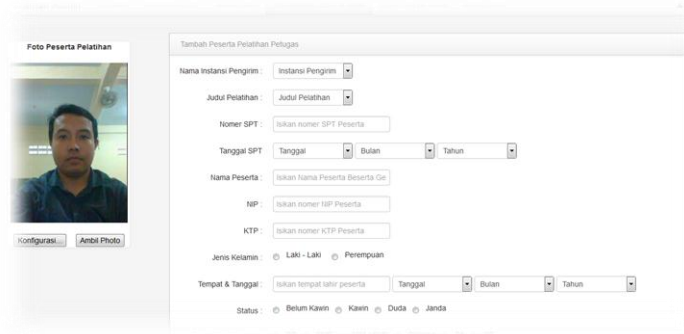 Foto Peserta Pelatihan
Konfigurasi... Ambil Photo
Tambah Peserta Pelatihan Petugas
Nama Instansi Pengirim : Instansi Pengirim
Judul Pelatihan : Judul Pelatihan
Nomer SPT : Isikan nomer SPT Peserta
Tanggal SPT Tanggal Bulan Tahun
Nama Peserta : Isikan Nama Peserta Beserta Ge
NIP : Isikan nomer NIP Peserta
KTP : Isikan nomer KTP Peserta
Jenis Kelamin : Laki - Laki Perempuan
Tempat & Tanggal : Isikan tempat lahir peserta Tanggal Bulan Tahun
Status : Belum Kawin Kawin Duda Janda